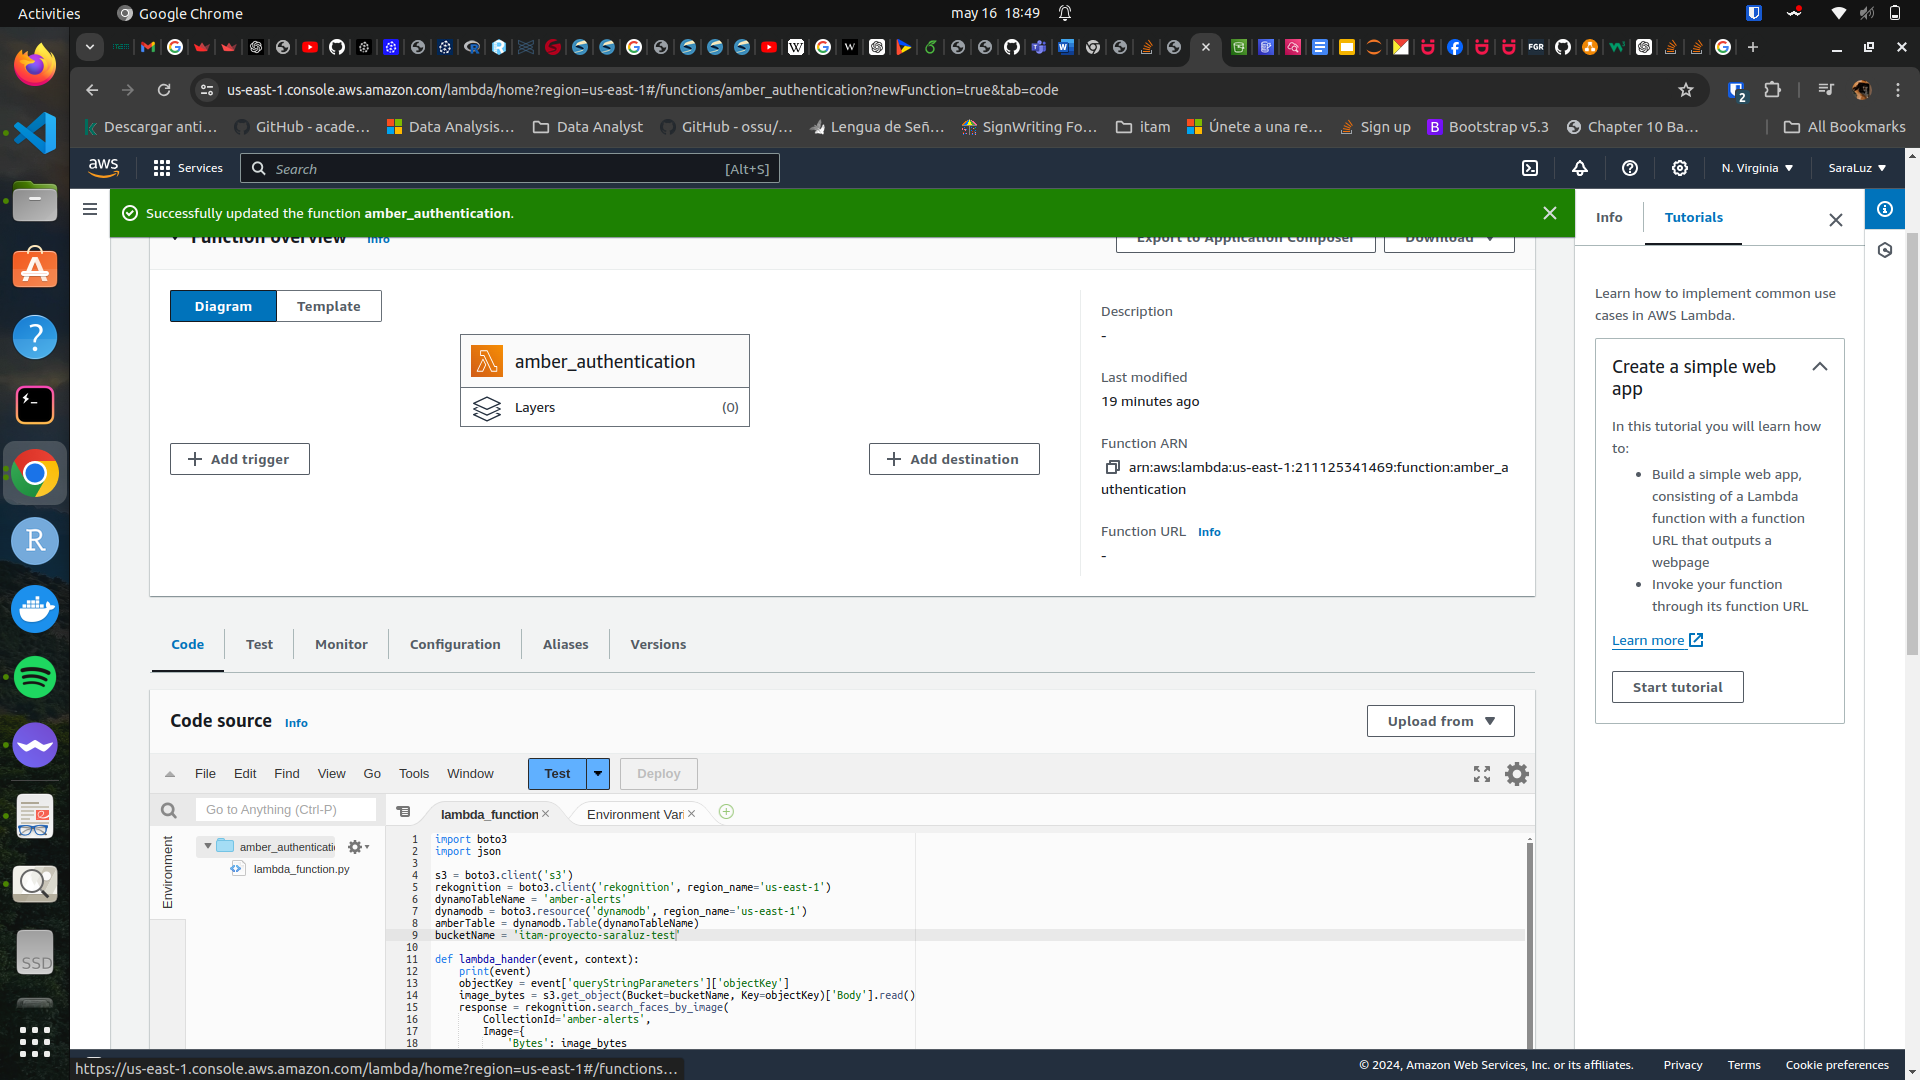 Activities
Google Chrome
may 16 18:49
us-east-1.console.aws.amazon.com/lambda/home?region=us-east-1#/functions/amber_authentication?newFunction=true&tab=code
2
Descargar anti…
GitHub - acade…
Data Analysis…
Data Analyst
GitHub - ossu/…
Lengua de Señ…
SignWriting Fo…
itam
Únete a una re…
Sign up
Bootstrap v5.3
Chapter 10 Ba…
All Bookmarks
aws
Services
Search
[Alt+S]
N. Virginia
SaraLuz
Successfully updated the function amber_authentication.
Function overview
Info
Export to Application Composer
Download
Diagram
Template
amber_authentication
Layers
(0)
Add trigger
Add destination
Description
-
Last modified
19 minutes ago
Function ARN
arn:aws:lambda:us-east-1:211125341469:function:amber_a
uthentication
Function URL
Info
-
Info
Tutorials
Learn how to implement common use
cases in AWS Lambda.
Create a simple web
app
In this tutorial you will learn how
to:
Build a simple web app,
consisting of a Lambda
function with a function
URL that outputs a
webpage
Invoke your function
through its function URL
Learn more
Start tutorial
Code
Test
Monitor
Configuration
Aliases
Versions
Code source
Info
Upload from
File
Edit
Find
View
Go
Tools
Window
Test
Deploy
Go to Anything (Ctrl-P)
lambda_function
Environment Vari
Environment
amber_authenticati
lambda_function.py
1 import boto3
2 import json
3
4 s3 = boto3.client('s3')
5 rekognition = boto3.client('rekognition', region_name='us-east-1')
6 dynamoTableName = 'amber-alerts'
7 dynamodb = boto3.resource('dynamodb', region_name='us-east-1')
8 amberTable = dynamodb.Table(dynamoTableName)
9 bucketName = 'itam-proyecto-saraluz-test'
10
11 def lambda_hander(event, context):
12 print(event)
13 objectKey = event['queryStringParameters']['objectKey']
14 image_bytes = s3.get_object(Bucket=bucketName, Key=objectKey)['Body'].read()
15 response = rekognition.search_faces_by_image(
16 CollectionId='amber-alerts',
17 Image={
18 'Bytes': image_bytes
https://us-east-1.console.aws.amazon.com/lambda/home?region=us-east-1#/functions…
© 2024, Amazon Web Services, Inc. or its affiliates.
Privacy
Terms
Cookie preferences
R
SSD